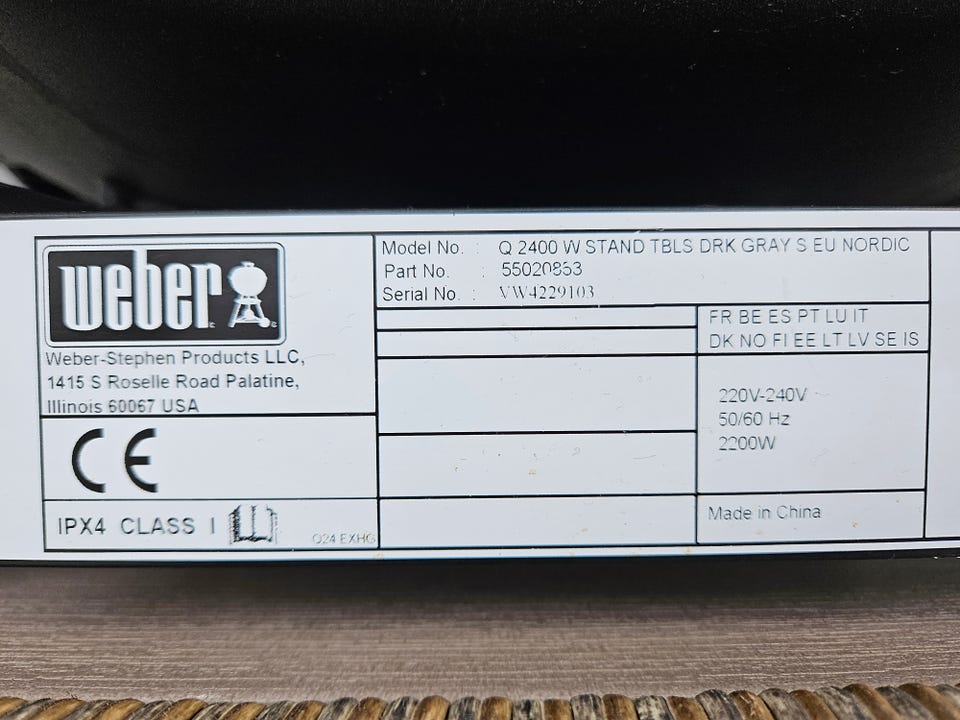 weber
Weber-Stephen Products LLC,
1415 S Roselle Road Palatine,
Illinois 60067 USA
CE
IPX4 CLASS I
Q24 EXHG
Model No. : Q 2400 W STAND TBLS DRK GRAY S EU NORDIC
Part No. : 55020853
Serial No. : VW4229103
FR BE ES PT LU IT
DK NO FI EE LT LV SE IS
220V-240V
50/60 Hz
2200W
Made in China